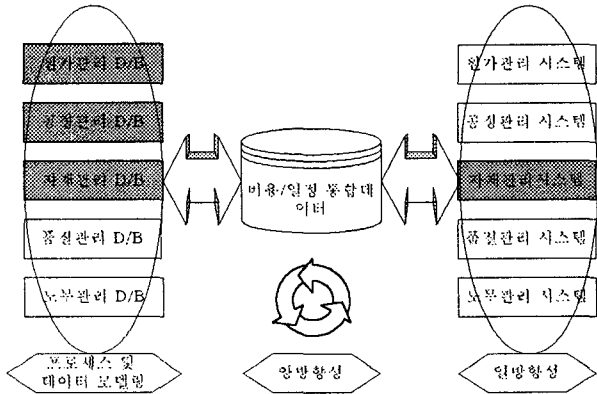 원가관리 D/B
공정관리 D/B
자재관리 D/B
품질관리 D/B
노무관리 D/B
프로세스 및
데이터 모델링
비용/일정 통합데
이터
양방향성
원가관리 시스템
공정관리 시스템
자재관리시스템
품질관리 시스템
노무관리 시스템
일방향성